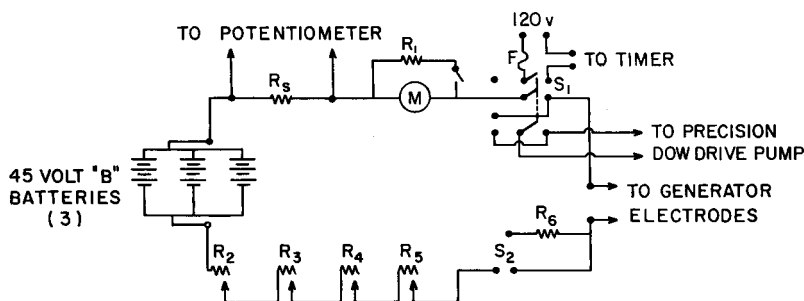 120 V
TO POTENTIOMETER
R1
F
TO TIMER
RS
S1
M
TO PRECISION
DOW DRIVE PUMP
45 VOLT "B"
BATTERIES
(3)
TO GENERATOR
ELECTRODES
R6
R2
R3
R4
R5
S2